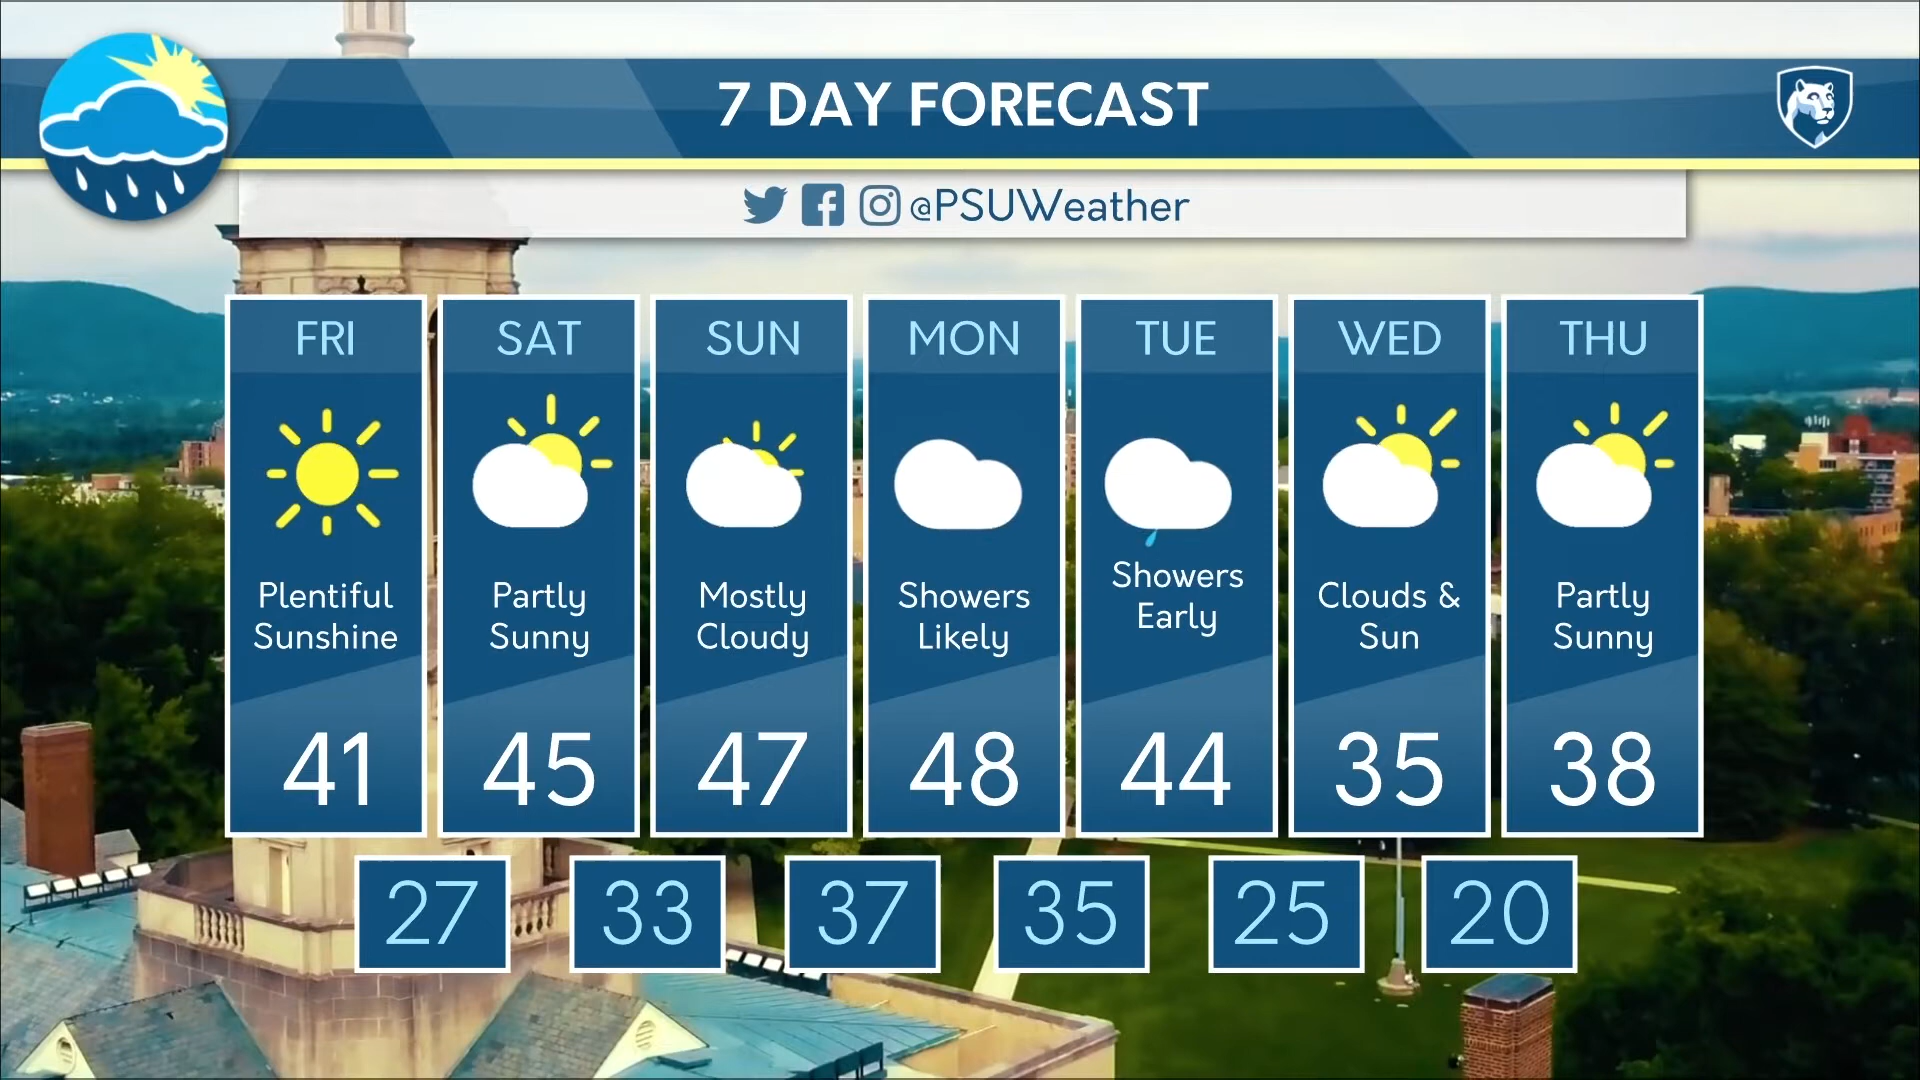 7 DAY FORECAST
@PSUWeather
FRI
Plentiful
Sunshine
41
SAT
Partly
Sunny
45
SUN
Mostly
Cloudy
47
MON
Showers
Likely
48
TUE
Showers
Early
44
WED
Clouds &
Sun
35
THU
Partly
Sunny
38
27
33
37
35
25
20